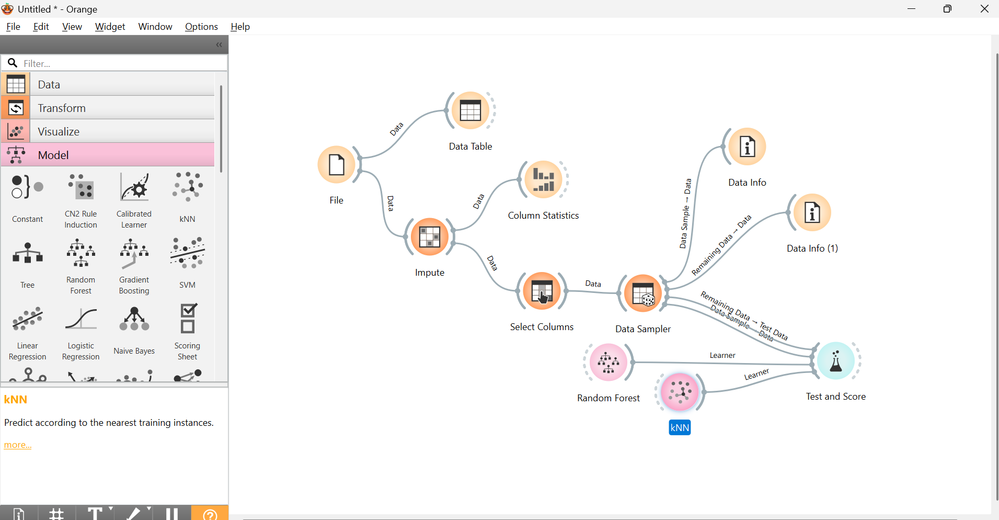 Untitled * - Orange
File Edit View Widget Window Options Help
Filter...
Data
Transform
Visualize
Model
Constant
CN2 Rule
Induction
Calibrated
Learner
kNN
Tree
Random
Forest
Gradient
Boosting
SVM
Linear
Regression
Logistic
Regression
Naive Bayes
Scoring
Sheet
kNN
Predict according to the nearest training instances.
more...
Data
Data Table
File
Data
Data
Column Statistics
Impute
Data
Select Columns
Data
Data Sampler
Data Sample → Data
Data Info
Remaining Data → Data
Data Info (1)
Remaining Data → Test Data
Data Sample → Data
Learner
Random Forest
Learner
kNN
Test and Score